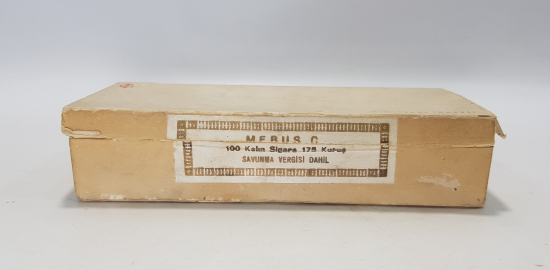 MEBUS C
100 Kalın Sigara 175 Kuruş
SAVUNMA VERGİSİ DAHİL